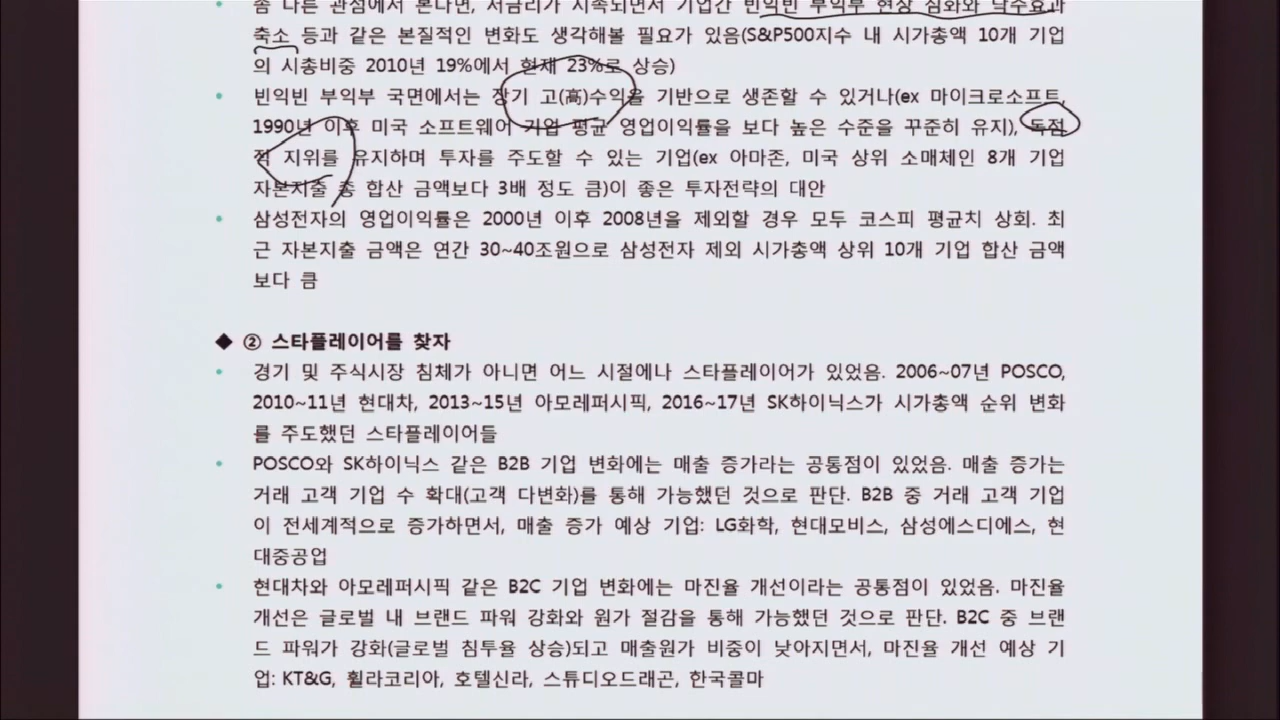 좀 다른 관점에서 본다면, 저금리가 지속되면서 기업간 빈익빈 부익부 현상 심화와 낙수효과
축소 등과 같은 본질적인 변화도 생각해볼 필요가 있음(S&P500지수 내 시가총액 10개 기업
의 시총비중 2010년 19%에서 현재 23%로 상승)
• 빈익빈 부익부 국면에서는 장기 고(高)수익을 기반으로 생존할 수 있거나(ex 마이크로소프트,
1990년 이후 미국 소프트웨어 기업 평균 영업이익률을 보다 높은 수준을 꾸준히 유지), 독점
적 지위를 유지하며 투자를 주도할 수 있는 기업(ex 아마존, 미국 상위 소매체인 8개 기업
자본지출 총 합산 금액보다 3배 정도 큼)이 좋은 투자전략의 대안
• 삼성전자의 영업이익률은 2000년 이후 2008년을 제외할 경우 모두 코스피 평균치 상회. 최
근 자본지출 금액은 연간 30~40조원으로 삼성전자 제외 시가총액 상위 10개 기업 합산 금액
보다 큼
◆ ② 스타플레이어를 찾자
• 경기 및 주식시장 침체가 아니면 어느 시절에나 스타플레이어가 있었음. 2006~07년 POSCO,
2010~11년 현대차, 2013~15년 아모레퍼시픽, 2016~17년 SK하이닉스가 시가총액 순위 변화
를 주도했던 스타플레이어들
• POSCO와 SK하이닉스 같은 B2B 기업 변화에는 매출 증가라는 공통점이 있었음. 매출 증가는
거래 고객 기업 수 확대(고객 다변화)를 통해 가능했던 것으로 판단. B2B 중 거래 고객 기업
이 전세계적으로 증가하면서, 매출 증가 예상 기업: LG화학, 현대모비스, 삼성에스디에스, 현
대중공업
• 현대차와 아모레퍼시픽 같은 B2C 기업 변화에는 마진율 개선이라는 공통점이 있었음. 마진율
개선은 글로벌 내 브랜드 파워 강화와 원가 절감을 통해 가능했던 것으로 판단. B2C 중 브랜
드 파워가 강화(글로벌 침투율 상승)되고 매출원가 비중이 낮아지면서, 마진율 개선 예상 기
업: KT&G, 휠라코리아, 호텔신라, 스튜디오드래곤, 한국콜마